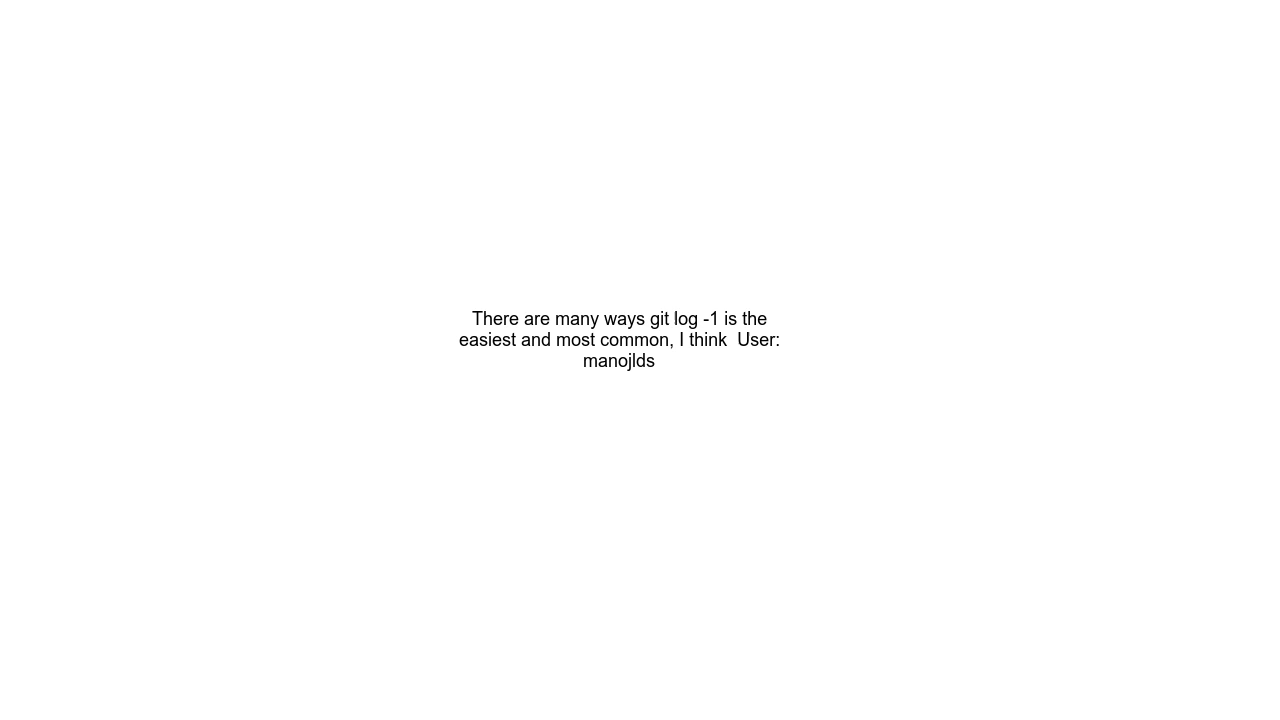 There are many ways git log -1 is the
easiest and most common, I think  User:
manojlds